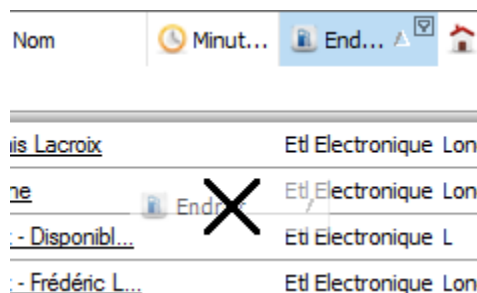 Nom Minut... End...
is Lacroix Etl Electronique Lon
ne Etl Electronique Lon
Endr
- Disponibl... Etl Electronique L
- Frédéric L... Etl Electronique Lon